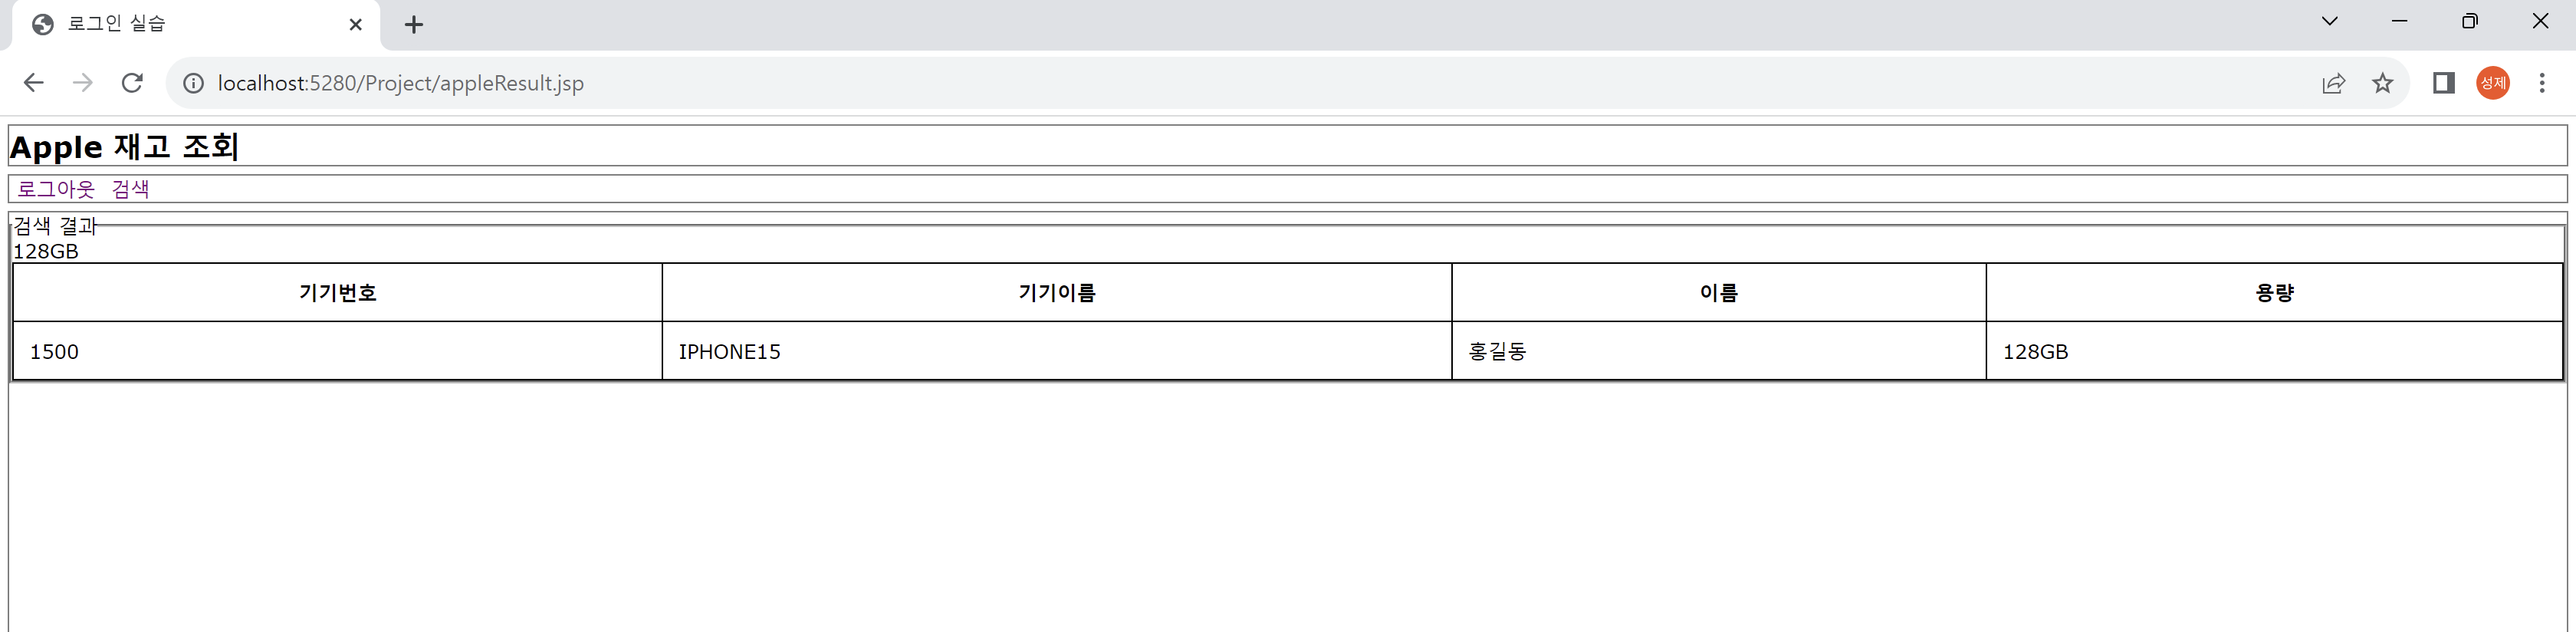 로그인 실습
localhost:5280/Project/appleResult.jsp
성제
Apple 재고 조회
로그아웃 검색
검색 결과
128GB
기기번호 기기이름 이름 용량
1500 IPHONE15 홍길동 128GB